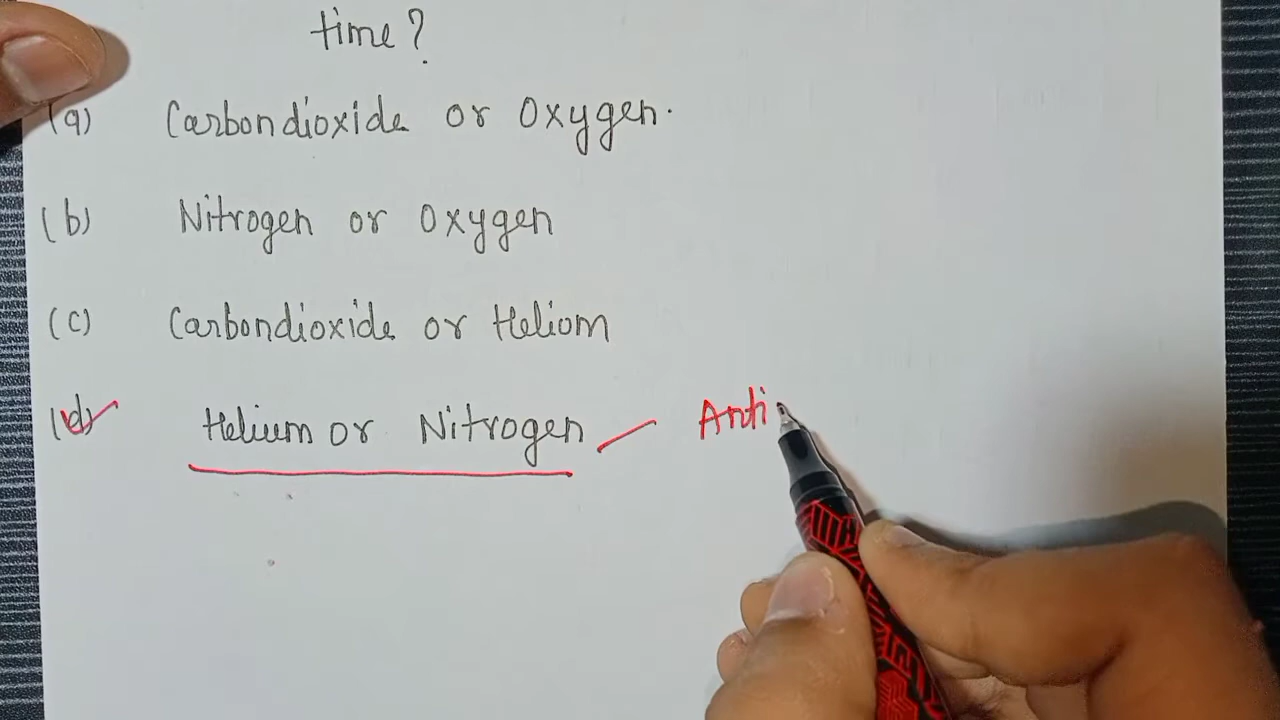 time?
(a) Carbondioxide or Oxygen.
(b) Nitrogen or Oxygen
(c) Carbondioxide or Heliom
(d) Helium or Nitrogen Anti